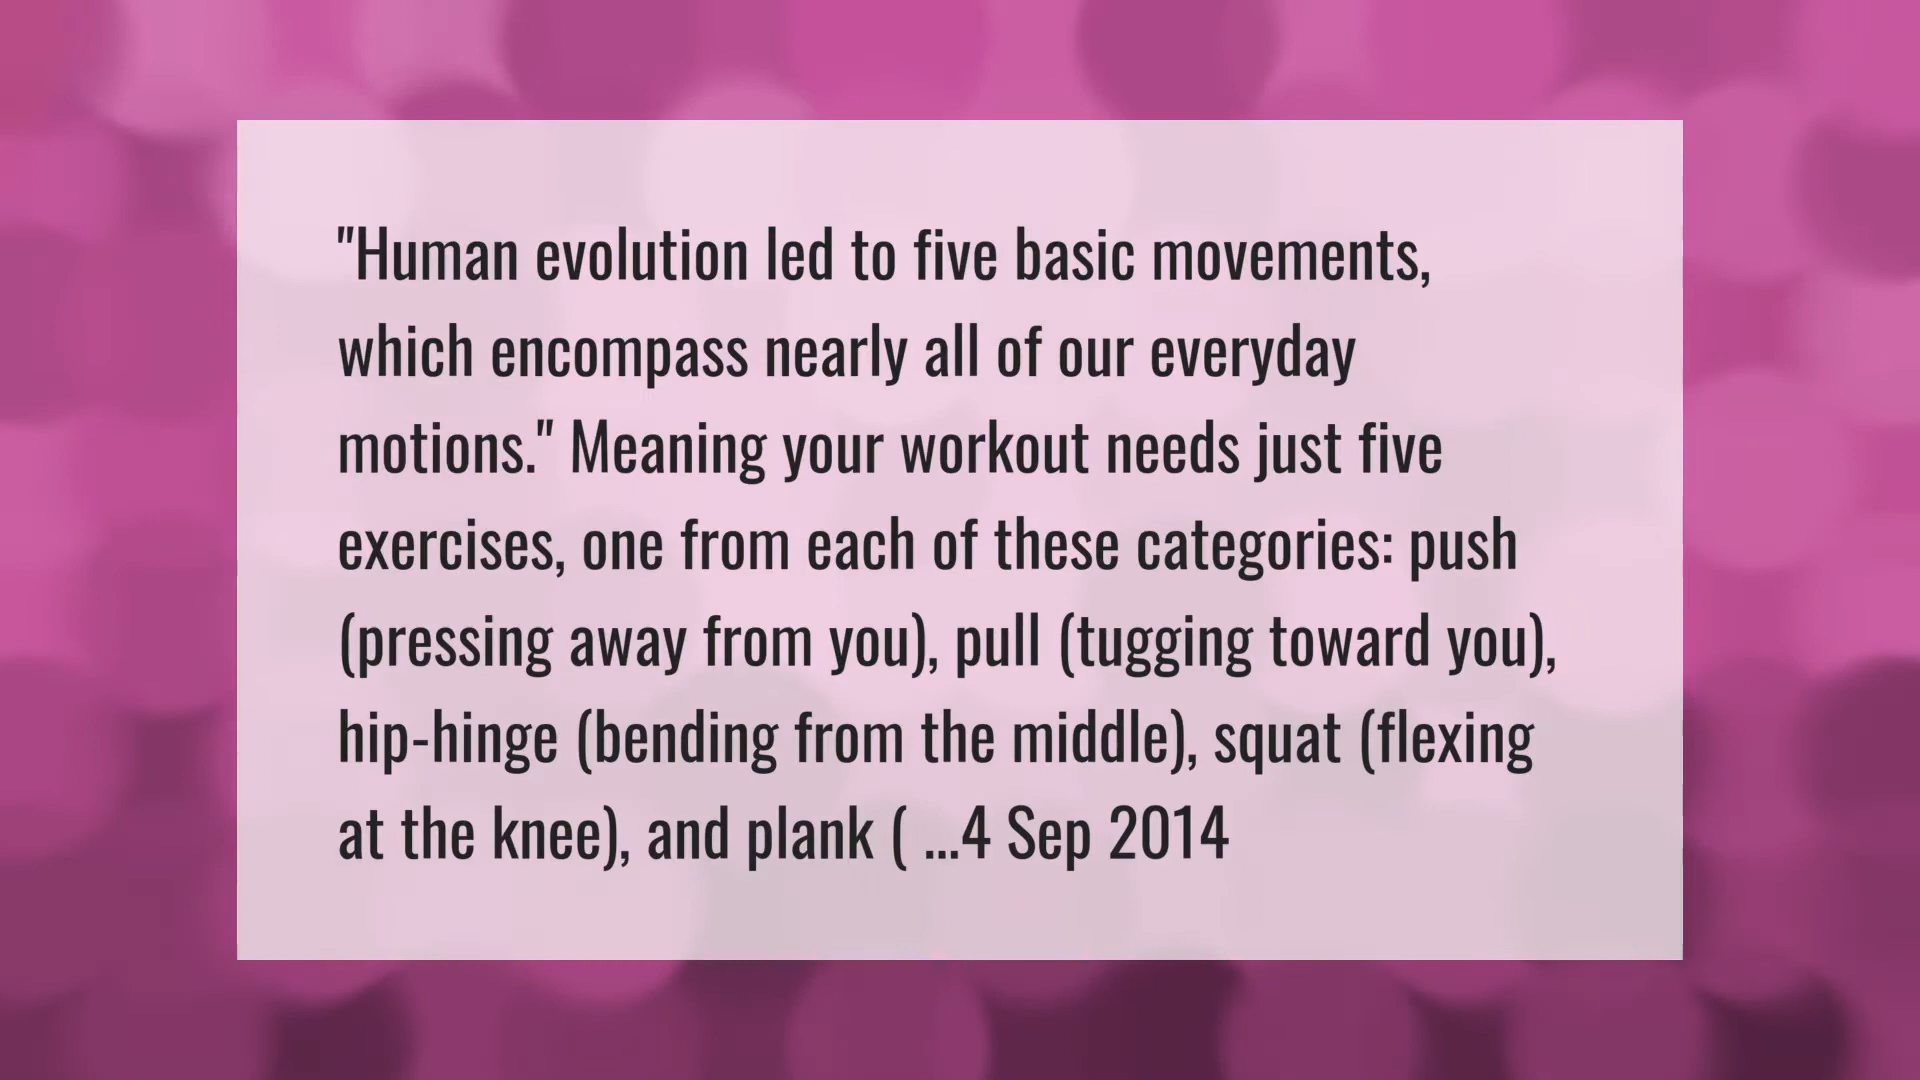 "Human evolution led to five basic movements,
which encompass nearly all of our everyday
motions." Meaning your workout needs just five
exercises, one from each of these categories: push
(pressing away from you), pull (tugging toward you),
hip-hinge (bending from the middle), squat (flexing
at the knee), and plank ( ...4 Sep 2014